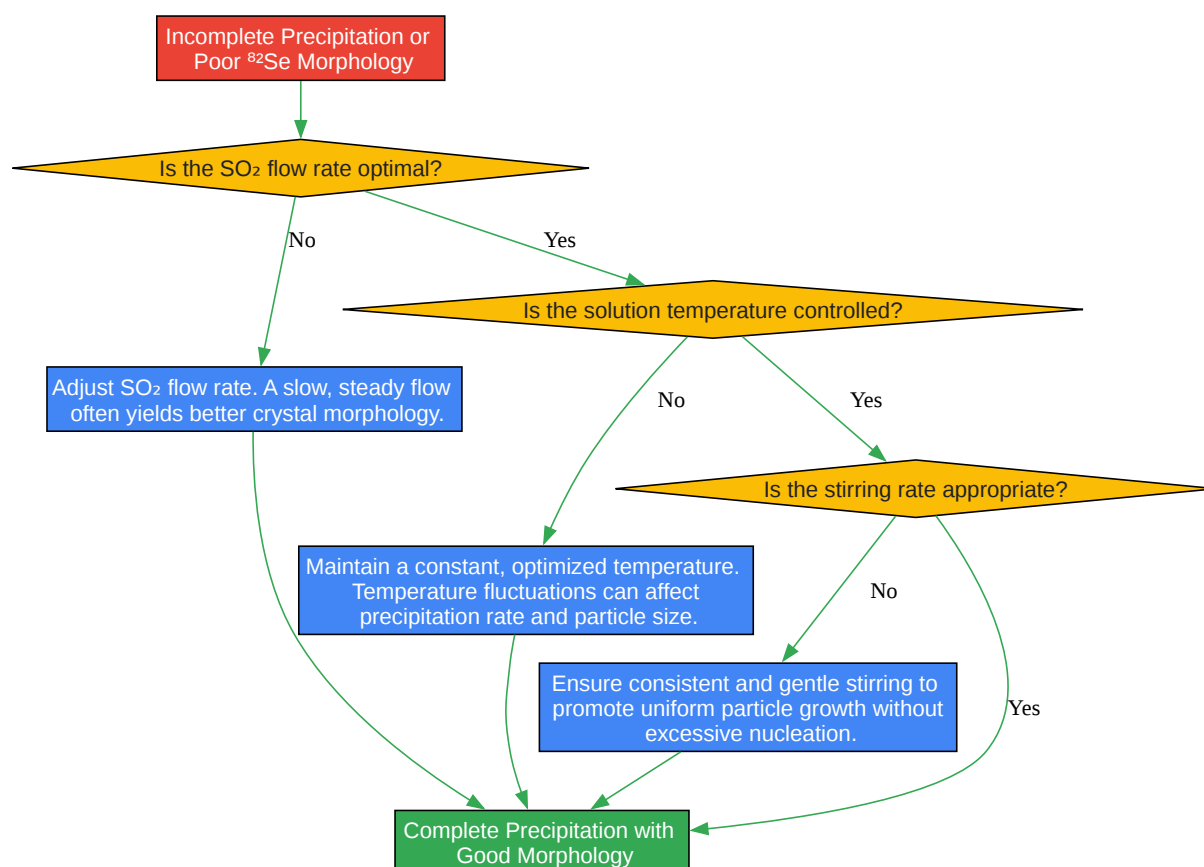 Incomplete Precipitation or
Poor ⁸²Se Morphology
Is the SO₂ flow rate optimal?
No
Yes
Is the solution temperature controlled?
Adjust SO₂ flow rate. A slow, steady flow
often yields better crystal morphology.
No
Yes
Is the stirring rate appropriate?
Maintain a constant, optimized temperature.
Temperature fluctuations can affect
precipitation rate and particle size.
No
Ensure consistent and gentle stirring to
promote uniform particle growth without
excessive nucleation.
Yes
Complete Precipitation with
Good Morphology